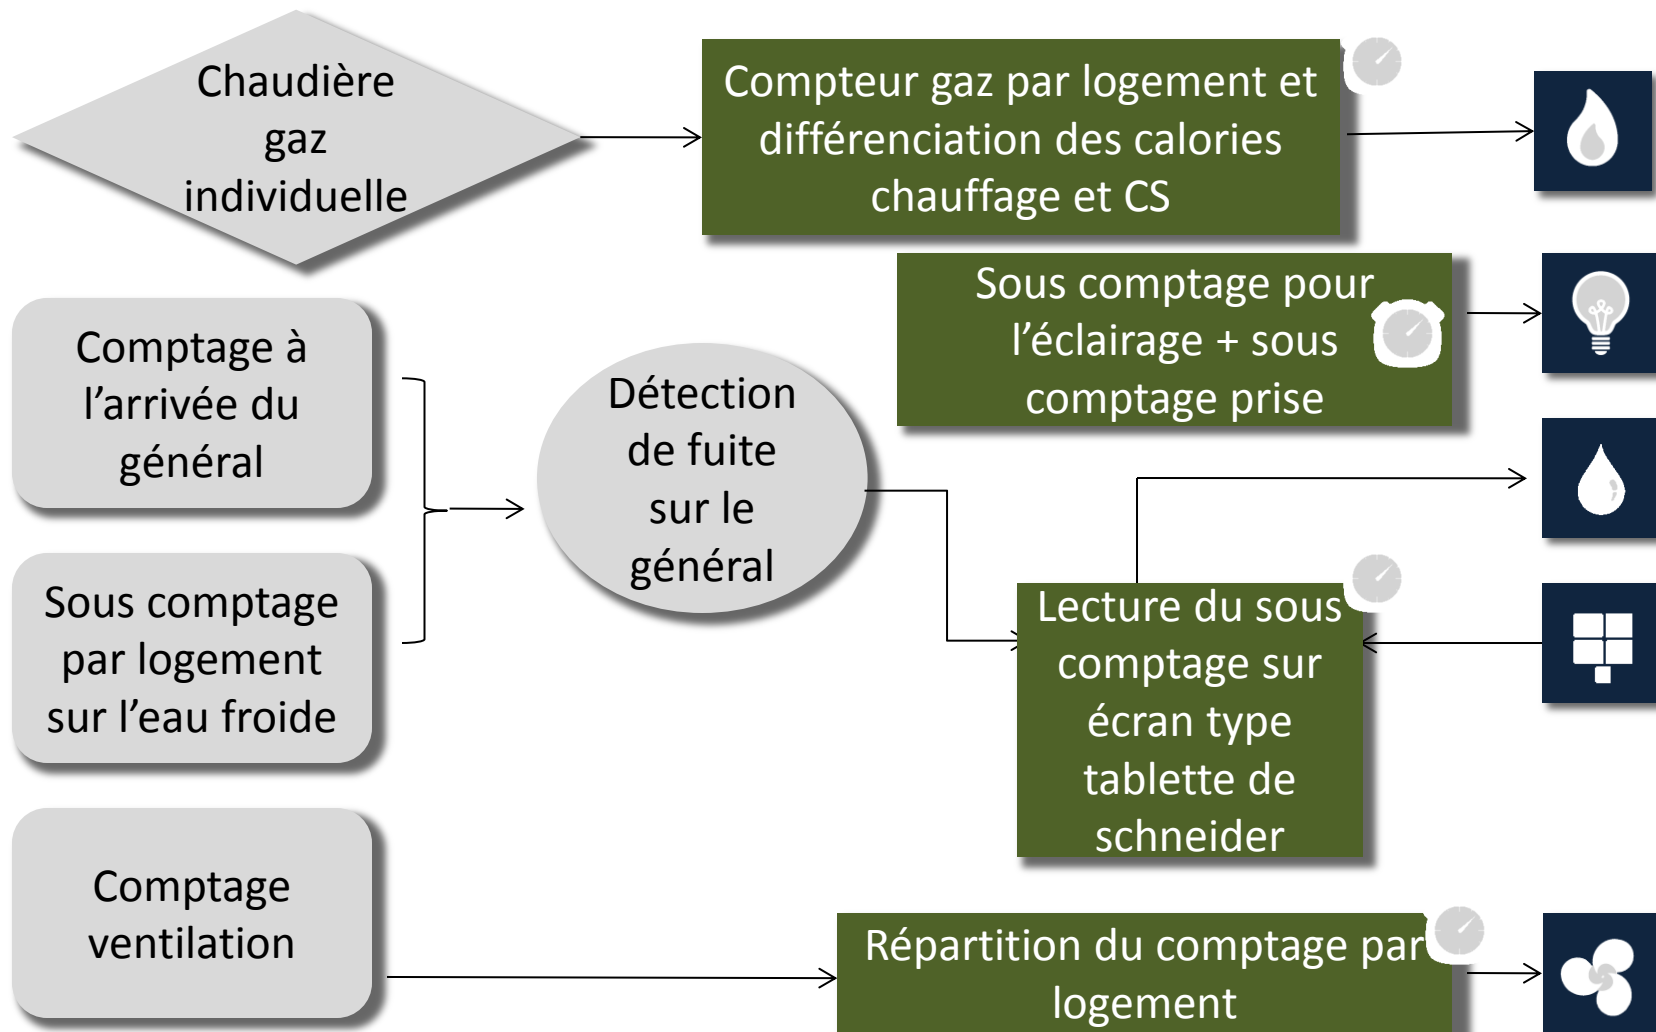 Chaudière
gaz
individuelle
Compteur gaz par logement et
différenciation des calories
chauffage et CS
Sous comptage pour
l’éclairage + sous
comptage prise
Comptage à
l’arrivée du
général
Détection
de fuite
sur le
général
Sous comptage
par logement
sur l’eau froide
Lecture du sous
comptage sur
écran type
tablette de
schneider
Comptage
ventilation
Répartition du comptage par
logement